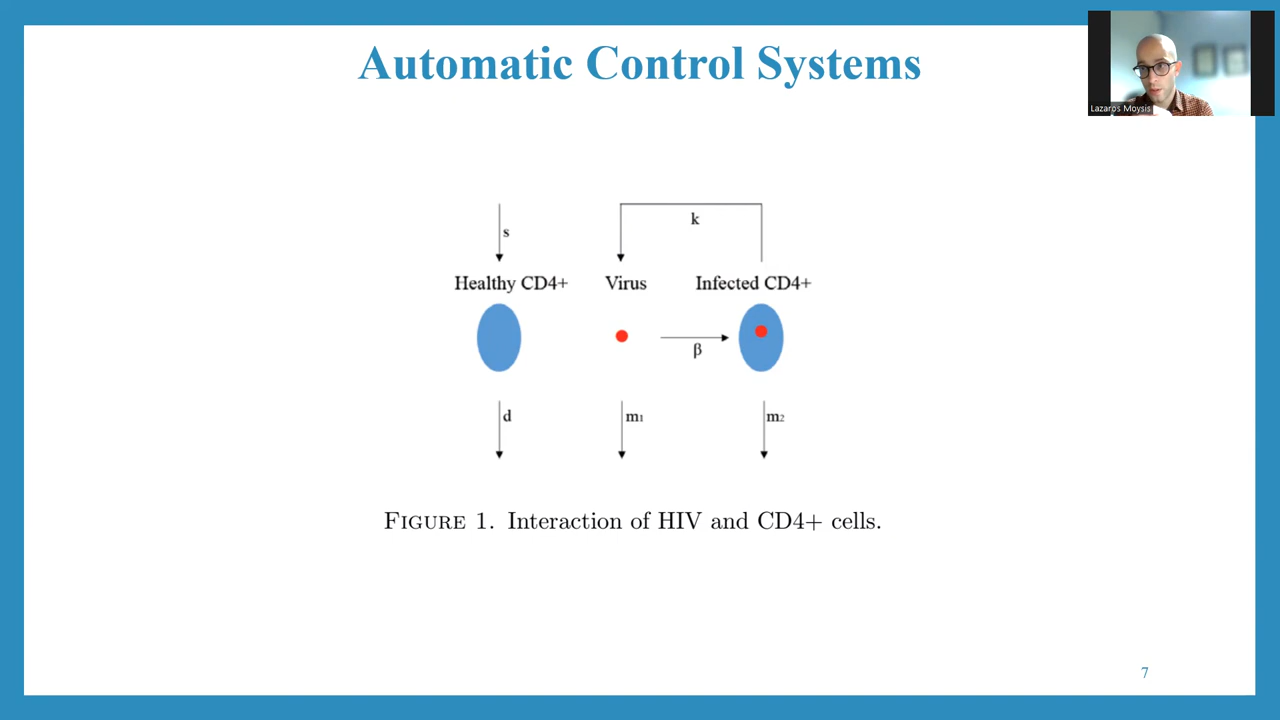 Automatic Control Systems
Lazaros Moysis
k
s
Healthy CD4+ Virus Infected CD4+
β
d m₁ m₂
FIGURE 1. Interaction of HIV and CD4+ cells.
7